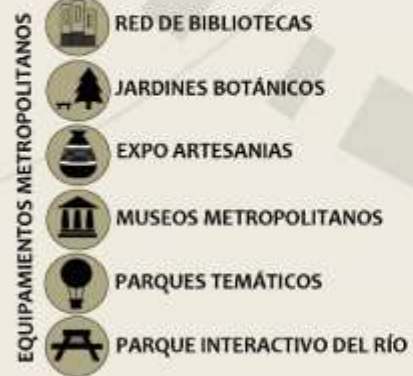 EQUIPAMIENTOS METROPOLITANOS
RED DE BIBLIOTECAS
JARDINES BOTÁNICOS
EXPO ARTESANIAS
MUSEOS METROPOLITANOS
PARQUES TEMÁTICOS
PARQUE INTERACTIVO DEL RÍO